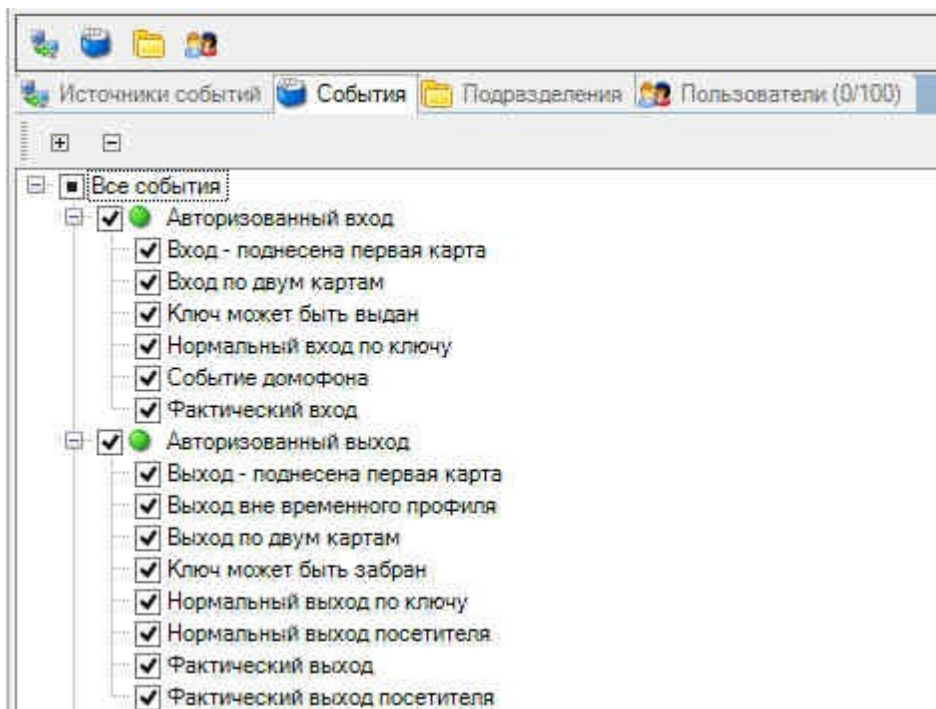 Источники событий События Подразделения Пользователи (0/100)
Все события
Авторизованный вход
Вход - поднесена первая карта
Вход по двум картам
Ключ может быть выдан
Нормальный вход по ключу
Событие домофона
Фактический вход
Авторизованный выход
Выход - поднесена первая карта
Выход вне временного профиля
Выход по двум картам
Ключ может быть забран
Нормальный выход по ключу
Нормальный выход посетителя
Фактический выход
Фактический выход посетителя